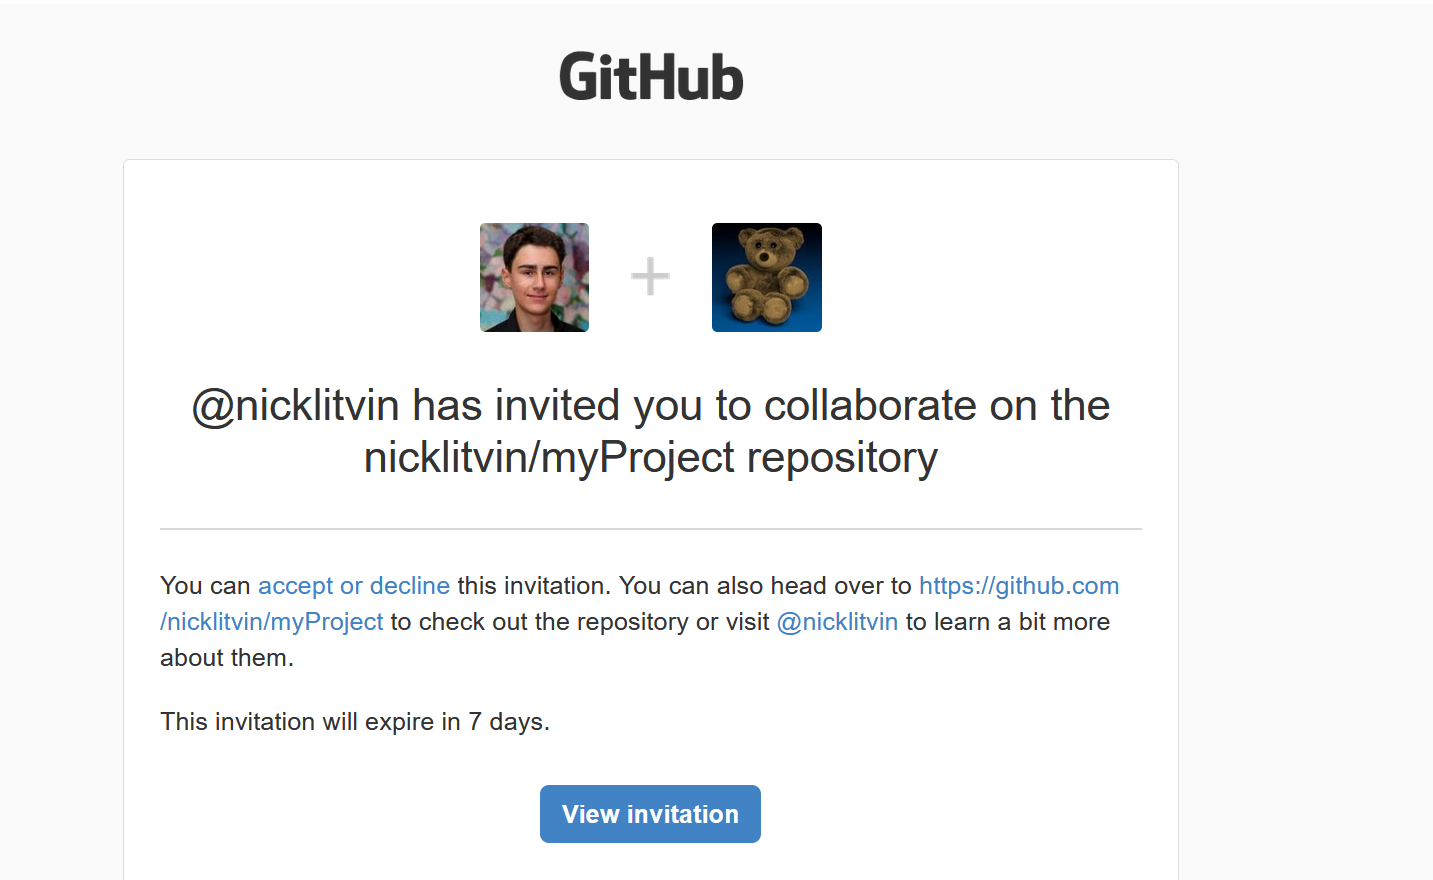 GitHub
@nicklitvin has invited you to collaborate on the
nicklitvin/myProject repository
You can accept or decline this invitation. You can also head over to https://github.com
/nicklitvin/myProject to check out the repository or visit @nicklitvin to learn a bit more
about them.
This invitation will expire in 7 days.
View invitation